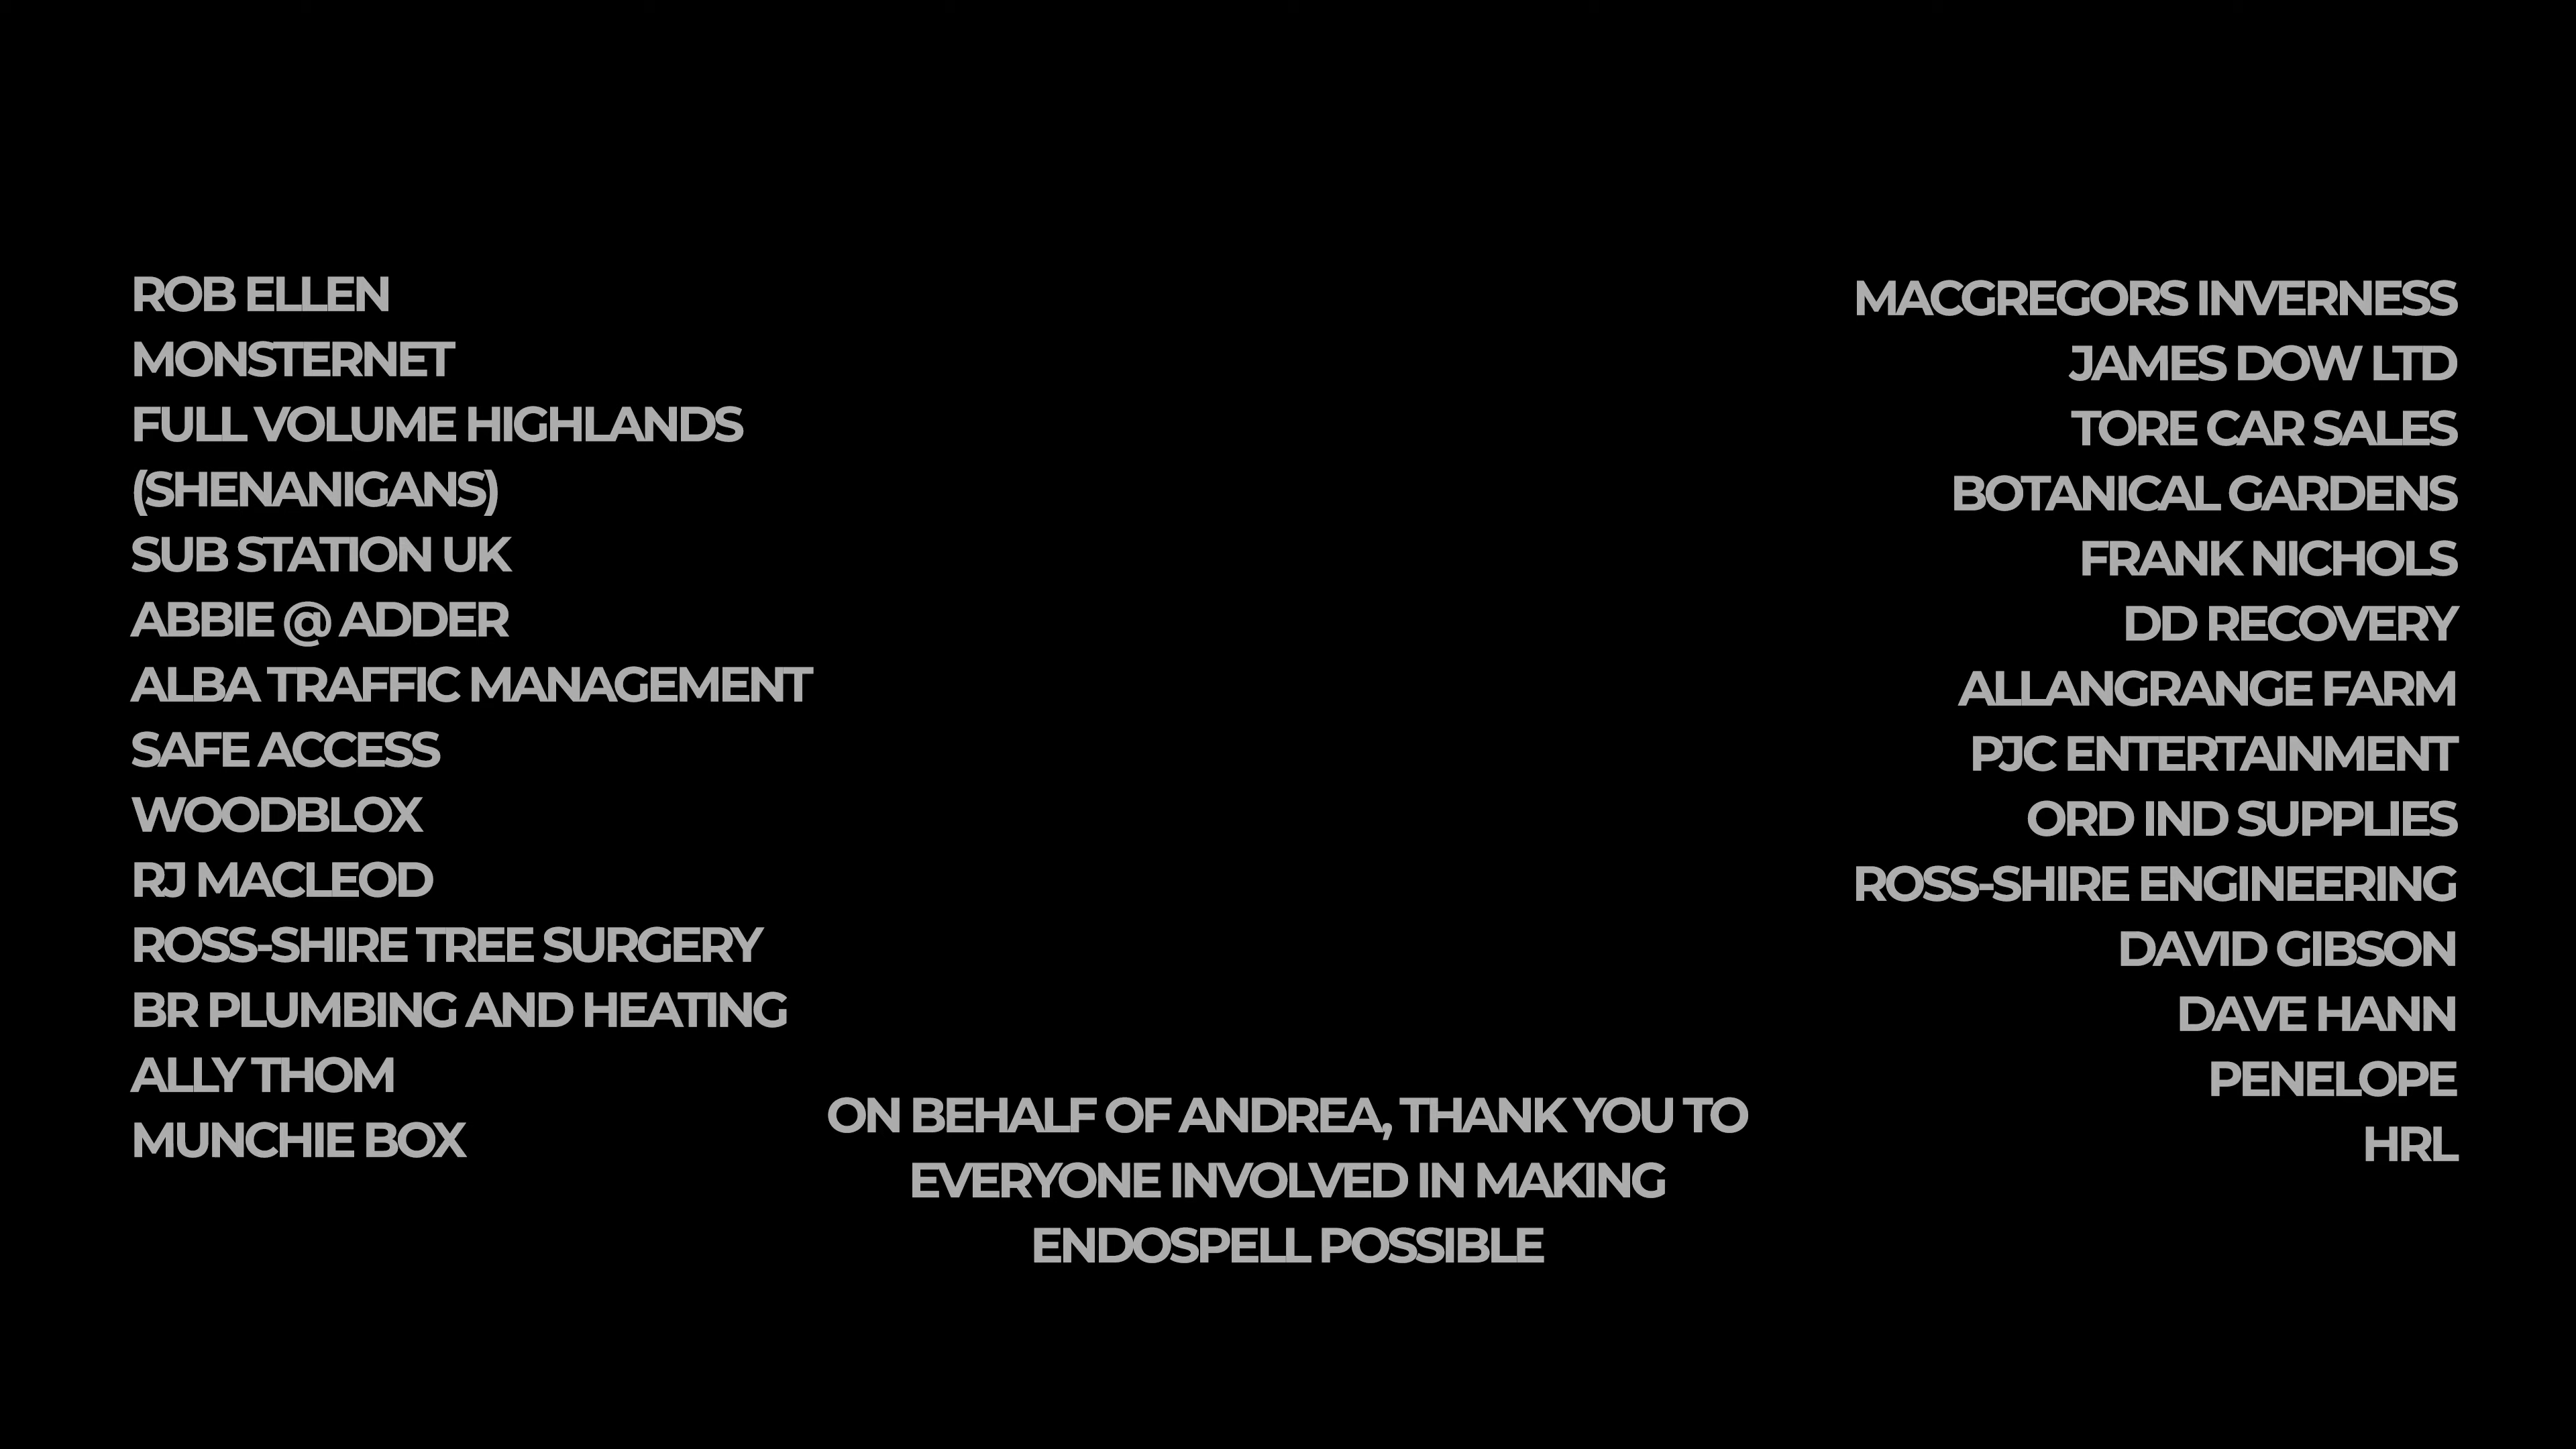 ROB ELLEN
MONSTERNET
FULL VOLUME HIGHLANDS
(SHENANIGANS)
SUB STATION UK
ABBIE @ ADDER
ALBA TRAFFIC MANAGEMENT
SAFE ACCESS
WOODBLOX
RJ MACLEOD
ROSS-SHIRE TREE SURGERY
BR PLUMBING AND HEATING
ALLY THOM
MUNCHIE BOX
MACGREGORS INVERNESS
JAMES DOW LTD
TORE CAR SALES
BOTANICAL GARDENS
FRANK NICHOLS
DD RECOVERY
ALLANGRANGE FARM
PJC ENTERTAINMENT
ORD IND SUPPLIES
ROSS-SHIRE ENGINEERING
DAVID GIBSON
DAVE HANN
PENELOPE
HRL
ON BEHALF OF ANDREA, THANK YOU TO
EVERYONE INVOLVED IN MAKING
ENDOSPELL POSSIBLE